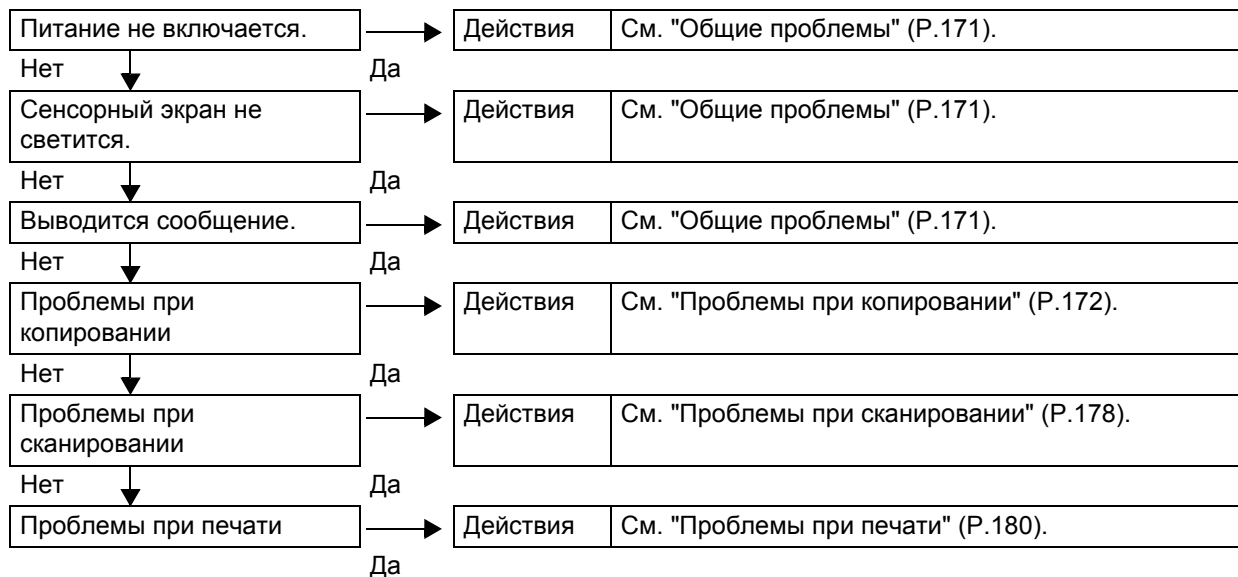 Питание не включается. Действия См. "Общие проблемы" (P.171).
Нет Да
Сенсорный экран не Действия См. "Общие проблемы" (P.171).
светится.
Нет Да
Выводится сообщение. Действия См. "Общие проблемы" (P.171).
Нет Да
Проблемы при Действия См. "Проблемы при копировании" (P.172).
копировании
Нет Да
Проблемы при Действия См. "Проблемы при сканировании" (P.178).
сканировании
Нет Да
Проблемы при печати Действия См. "Проблемы при печати" (P.180).
Да